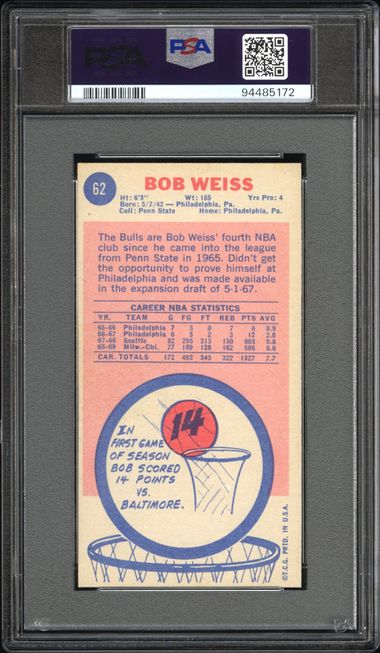 PSA
PSA
94485172
62
BOB WEISS
Ht: 6'3" Wt: 185 Yrs Pro: 4
Born: 5/7/42 — Philadelphia, Pa.
Coll: Penn State Home: Philadelphia, Pa.
The Bulls are Bob Weiss' fourth NBA
club since he came into the league
from Penn State in 1965. Didn't get
the opportunity to prove himself at
Philadelphia and was made available
in the expansion draft of 5-1-67.
CAREER NBA STATISTICS
YR. TEAM G FG FT REB PTS AVG
65-66 Philadelphia 7 3 0 7 6 0.9
66-67 Philadelphia 6 5 2 3 12 2.0
67-68 Seattle 82 295 213 150 803 9.8
68-69 Milw.-Chi. 77 189 128 162 506 6.6
CAR. TOTALS 172 492 343 322 1327 7.7
14
IN
FIRST GAME
OF SEASON
BOB SCORED
14 POINTS
VS.
BALTIMORE.
©T.C.G. PRTD. IN U.S.A.